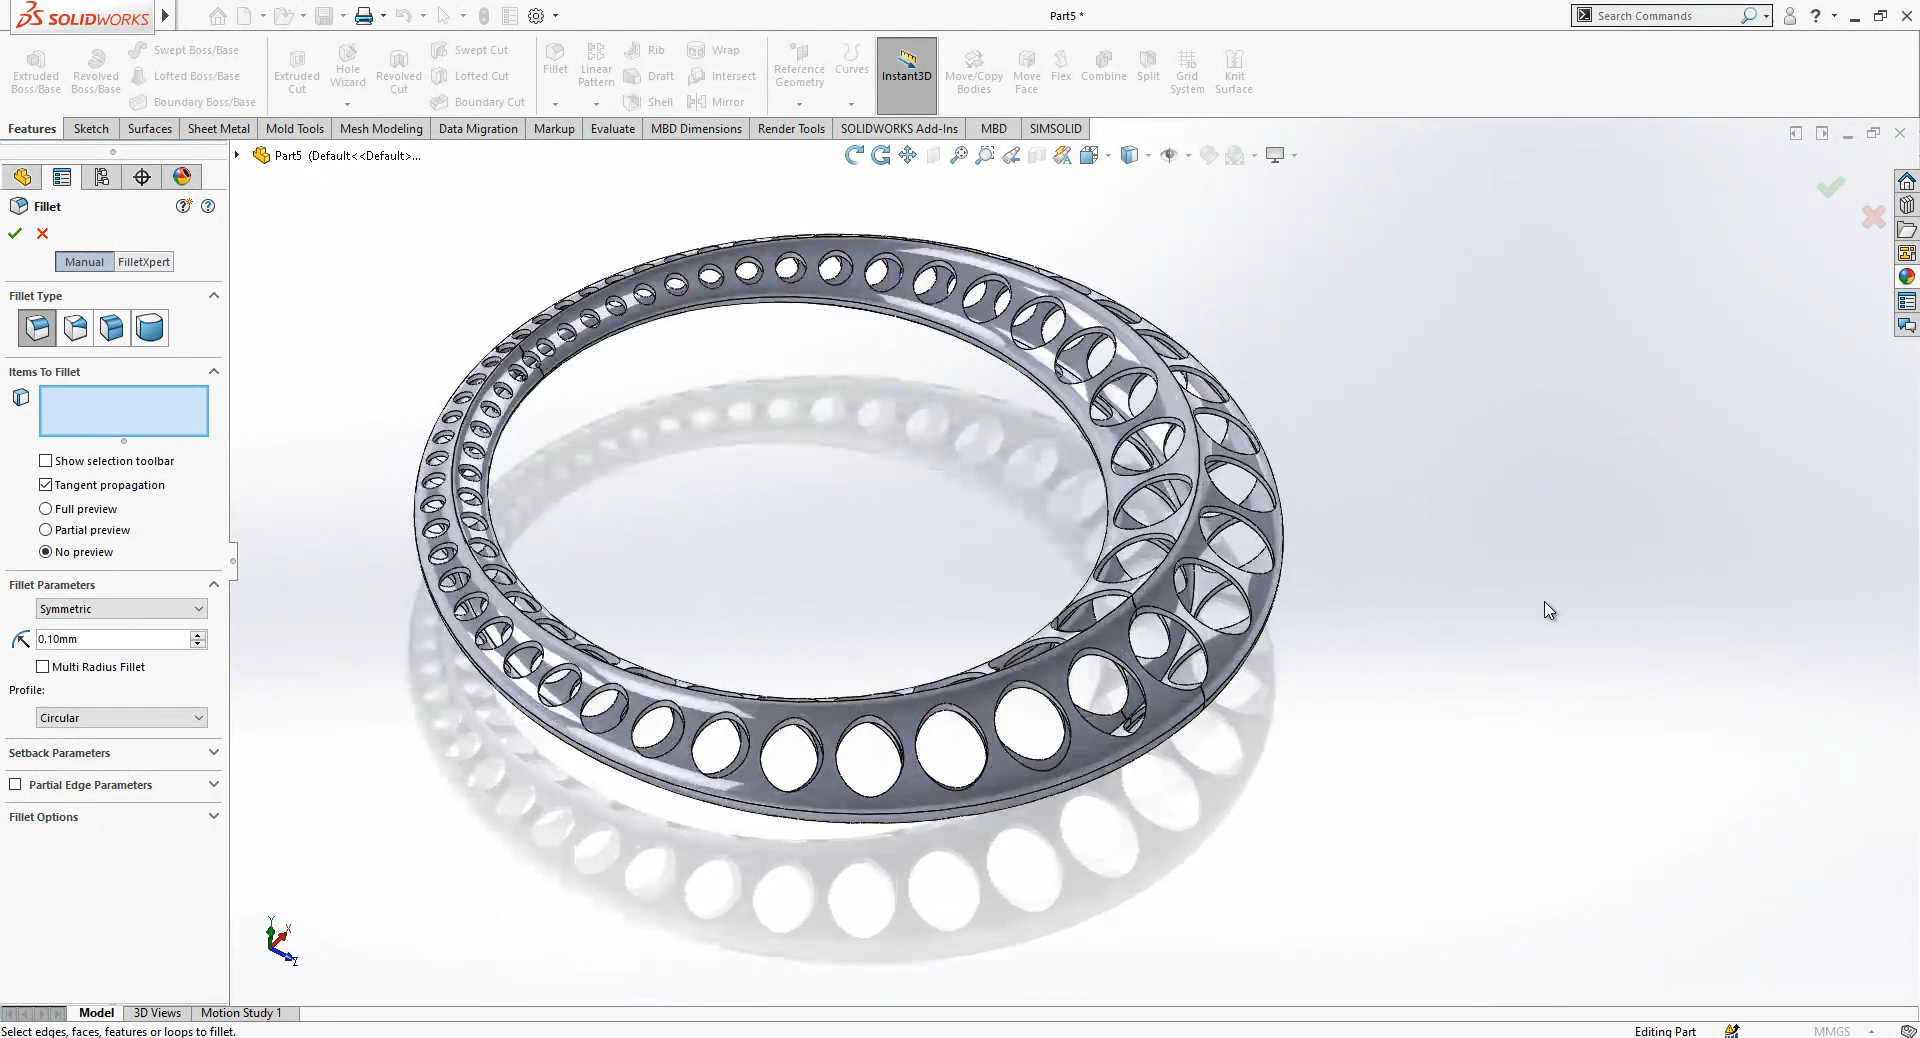 SOLIDWORKS
Part5 *
Search Commands
Extruded Boss/Base
Revolved Boss/Base
Swept Boss/Base
Lofted Boss/Base
Boundary Boss/Base
Extruded Cut
Hole Wizard
Revolved Cut
Swept Cut
Lofted Cut
Boundary Cut
Fillet
Linear Pattern
Rib
Draft
Shell
Wrap
Intersect
Mirror
Reference Geometry
Curves
Instant3D
Move/Copy Bodies
Move Face
Flex
Combine
Split
Grid System
Knit Surface
Features
Sketch
Surfaces
Sheet Metal
Mold Tools
Mesh Modeling
Data Migration
Markup
Evaluate
MBD Dimensions
Render Tools
SOLIDWORKS Add-Ins
MBD
SIMSOLID
Part5 (Default<<Default>...
Fillet
Manual
FilletXpert
Fillet Type
Items To Fillet
Show selection toolbar
Tangent propagation
Full preview
Partial preview
No preview
Fillet Parameters
Symmetric
0.10mm
Multi Radius Fillet
Profile:
Circular
Setback Parameters
Partial Edge Parameters
Fillet Options
Y
X
Z
Model
3D Views
Motion Study 1
Select edges, faces, features or loops to fillet.
Editing Part
MMGS